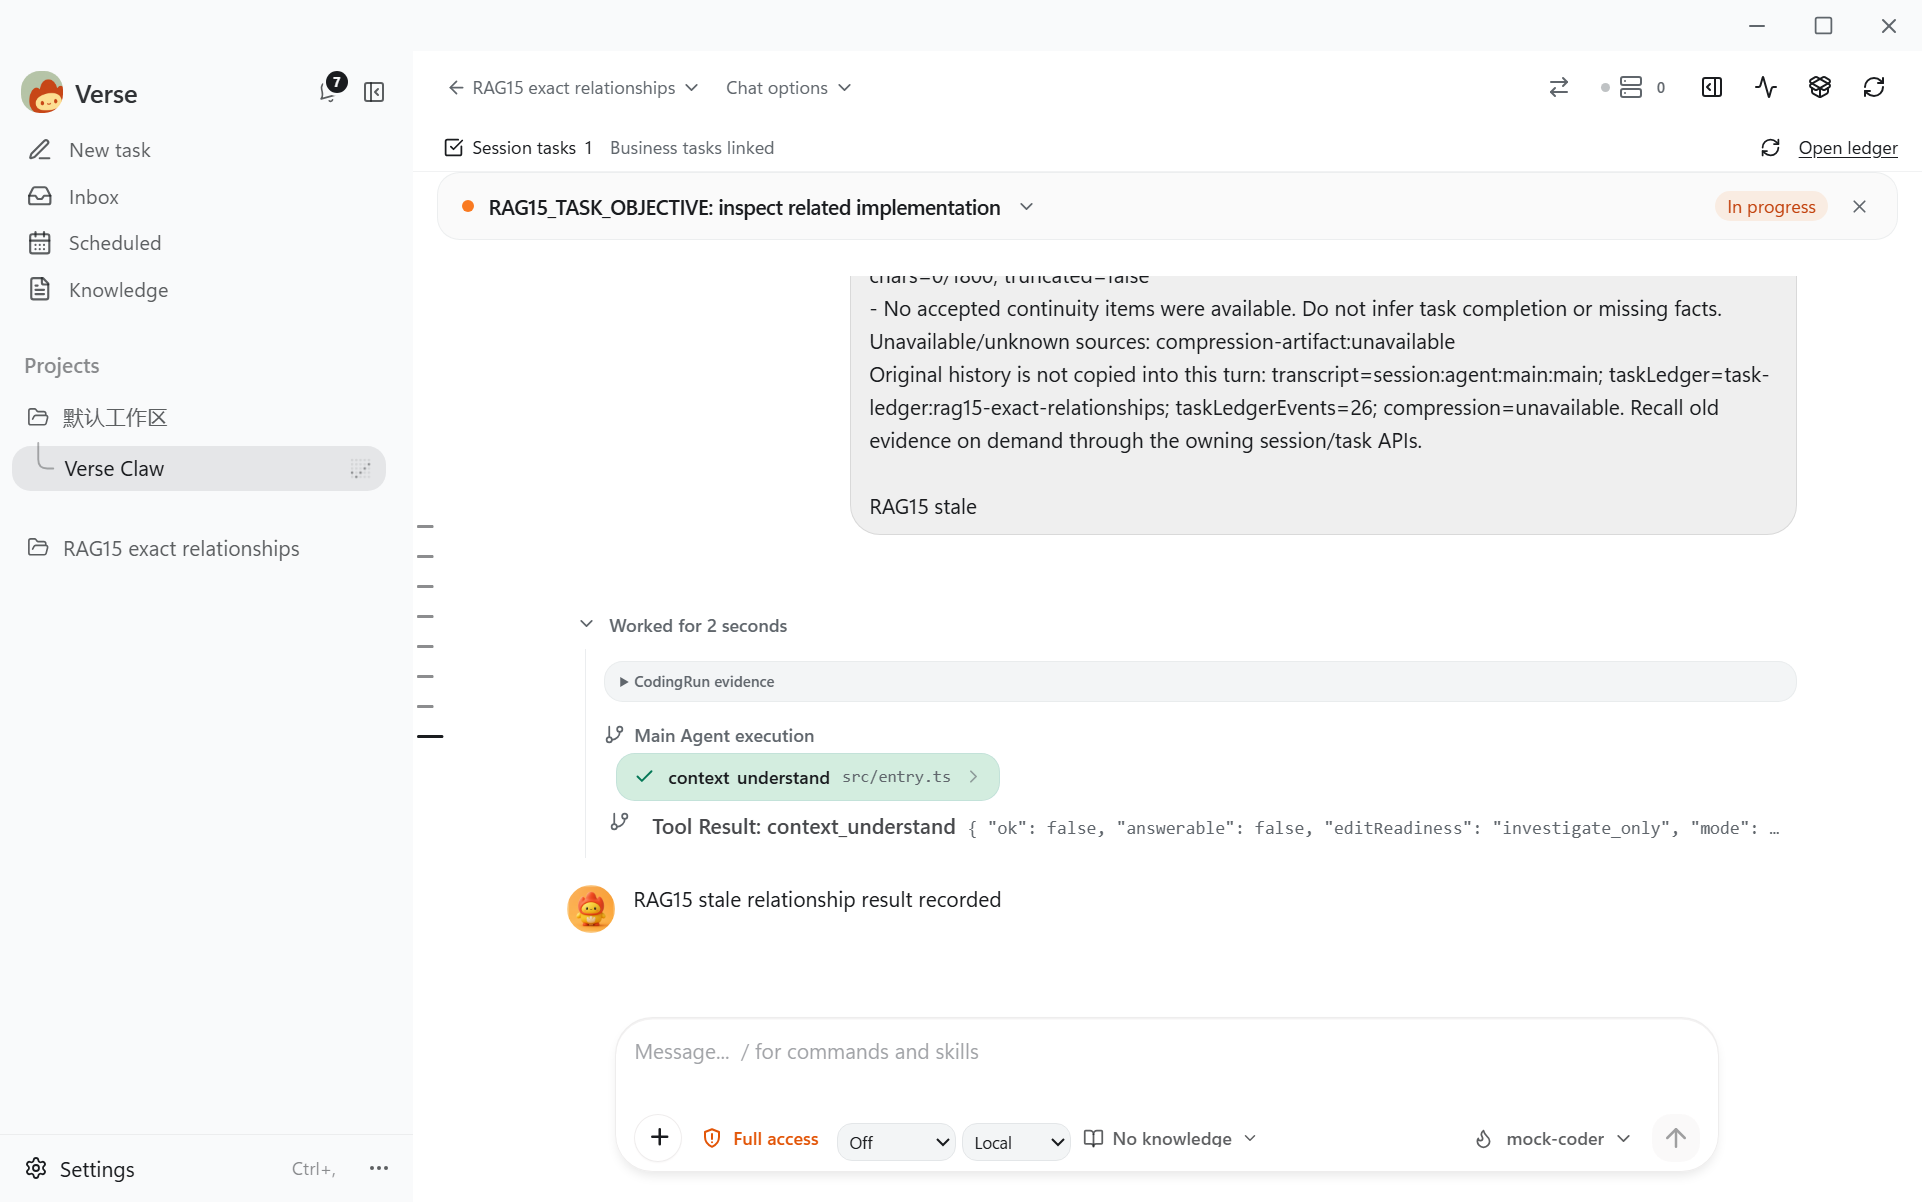 Verse
7
New task
Inbox
Scheduled
Knowledge
Projects
默认工作区
Verse Claw
RAG15 exact relationships
Settings
Ctrl+,
RAG15 exact relationships
Chat options
0
Session tasks 1
Business tasks linked
Open ledger
RAG15_TASK_OBJECTIVE: inspect related implementation
In progress
chars=0/1800; truncated=false
- No accepted continuity items were available. Do not infer task completion or missing facts.
Unavailable/unknown sources: compression-artifact:unavailable
Original history is not copied into this turn: transcript=session:agent:main:main; taskLedger=task-
ledger:rag15-exact-relationships; taskLedgerEvents=26; compression=unavailable. Recall old
evidence on demand through the owning session/task APIs.
RAG15 stale
Worked for 2 seconds
CodingRun evidence
Main Agent execution
context understand src/entry.ts
Tool Result: context_understand { "ok": false, "answerable": false, "editReadiness": "investigate_only", "mode": …
RAG15 stale relationship result recorded
Message... / for commands and skills
Full access
Off
Local
No knowledge
mock-coder